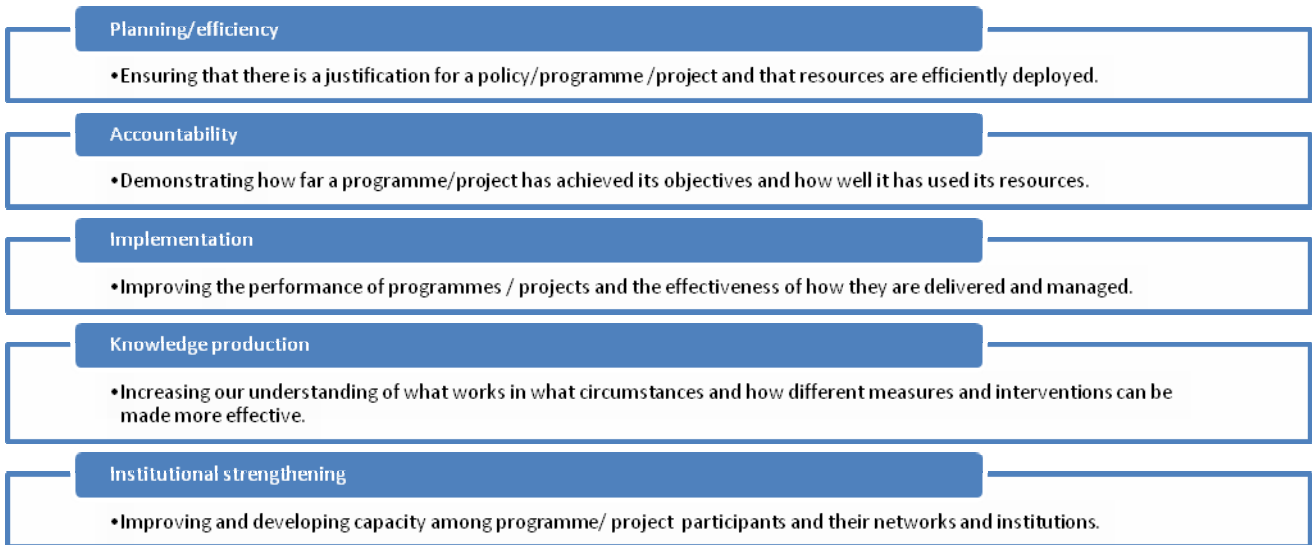 Planning/efficiency
•Ensuring that there is a justification for a policy/programme /project and that resources are efficiently deployed.
Accountability
•Demonstrating how far a programme/project has achieved its objectives and how well it has used its resources.
Implementation
•Improving the performance of programmes / projects and the effectiveness of how they are delivered and managed.
Knowledge production
•Increasing our understanding of what works in what circumstances and how different measures and interventions can be
made more effective.
Institutional strengthening
•Improving and developing capacity among programme/ project participants and their networks and institutions.